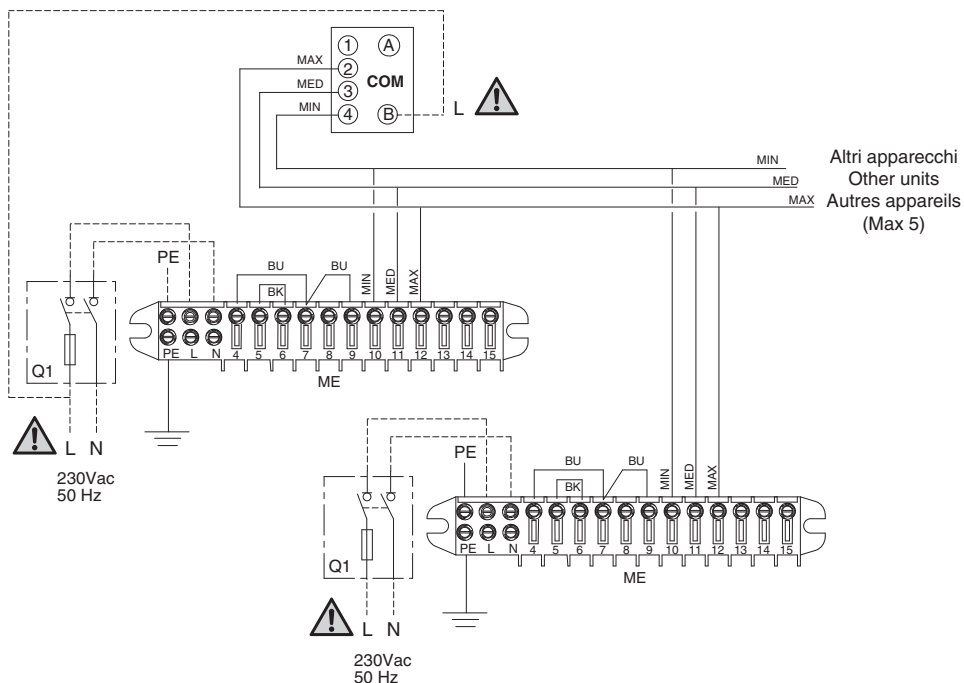 1 A
MAX 2
COM
MED 3
MIN 4 B L
MIN
MED
MAX
Altri apparecchi
Other units
Autres appareils
(Max 5)
PE
BU BU
BK
MIN MED MAX
PE L N 4 5 6 7 8 9 10 11 12 13 14 15
ME
Q1
L N
230Vac
50 Hz
PE
BU BU
BK
MIN MED MAX
PE L N 4 5 6 7 8 9 10 11 12 13 14 15
ME
Q1
L N
230Vac
50 Hz